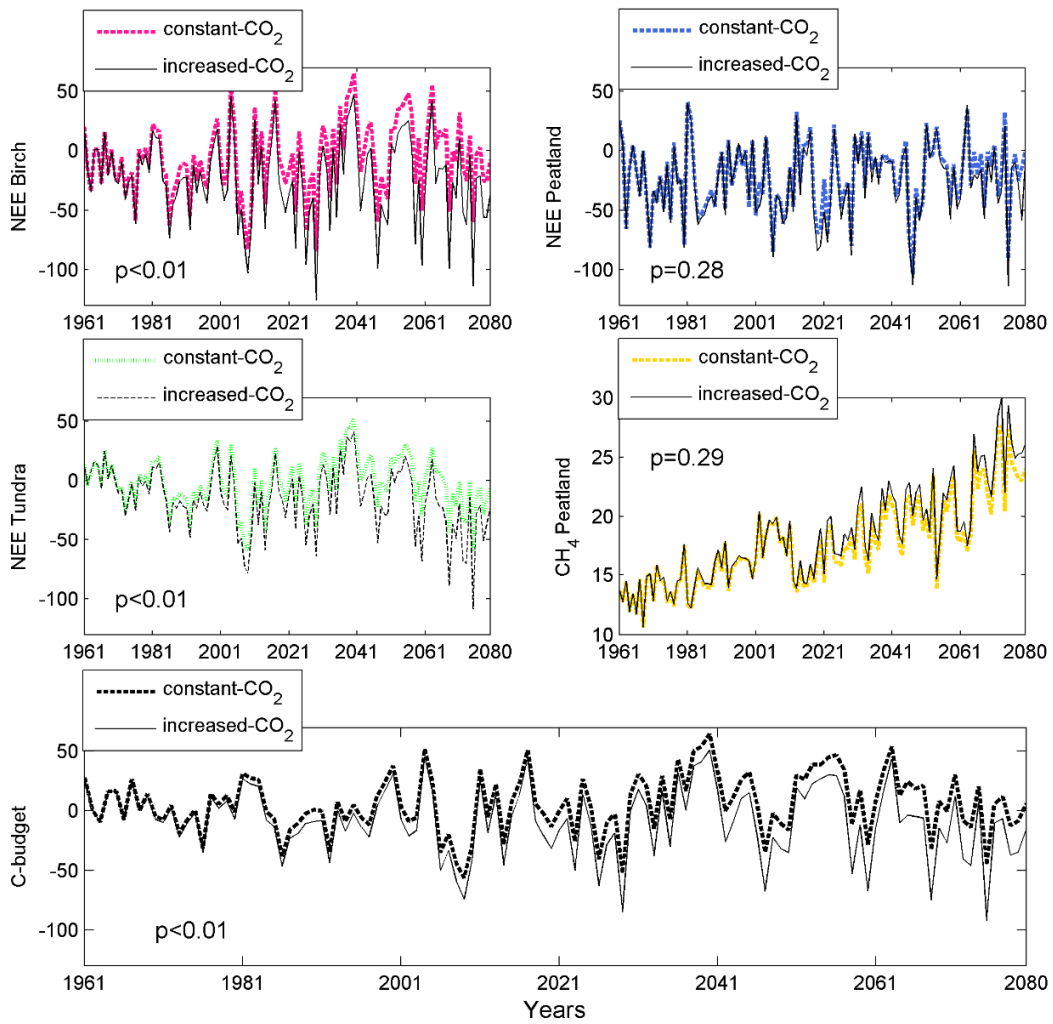 constant-CO2
increased-CO2
50
0
-50
-100
NEE Birch
p<0.01
1961 1981 2001 2021 2041 2061 2080
constant-CO2
increased-CO2
50
0
-50
-100
NEE Peatland
p=0.28
1961 1981 2001 2021 2041 2061 2080
constant-CO2
increased-CO2
50
0
-50
-100
NEE Tundra
p<0.01
1961 1981 2001 2021 2041 2061 2080
constant-CO2
increased-CO2
30
25
20
15
10
CH4 Peatland
p=0.29
1961 1981 2001 2021 2041 2061 2080
constant-CO2
increased-CO2
50
0
-50
-100
C-budget
p<0.01
1961 1981 2001 2021 2041 2061 2080
Years